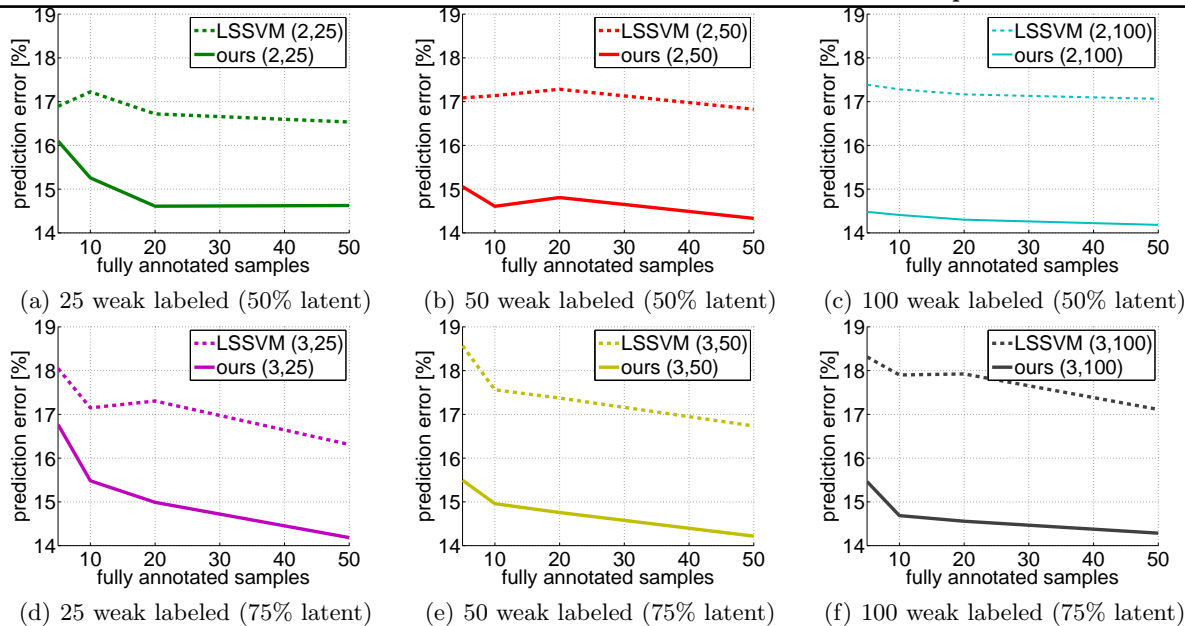 19
18
17
16
15
14
prediction error [%]
LSSVM (2,25)
ours (2,25)
10 20 30 40 50
fully annotated samples
(a) 25 weak labeled (50% latent)
19
18
17
16
15
14
prediction error [%]
LSSVM (2,50)
ours (2,50)
10 20 30 40 50
fully annotated samples
(b) 50 weak labeled (50% latent)
19
18
17
16
15
14
prediction error [%]
LSSVM (2,100)
ours (2,100)
10 20 30 40 50
fully annotated samples
(c) 100 weak labeled (50% latent)
19
18
17
16
15
14
prediction error [%]
LSSVM (3,25)
ours (3,25)
10 20 30 40 50
fully annotated samples
(d) 25 weak labeled (75% latent)
19
18
17
16
15
14
prediction error [%]
LSSVM (3,50)
ours (3,50)
10 20 30 40 50
fully annotated samples
(e) 50 weak labeled (75% latent)
19
18
17
16
15
14
prediction error [%]
LSSVM (3,100)
ours (3,100)
10 20 30 40 50
fully annotated samples
(f) 100 weak labeled (75% latent)